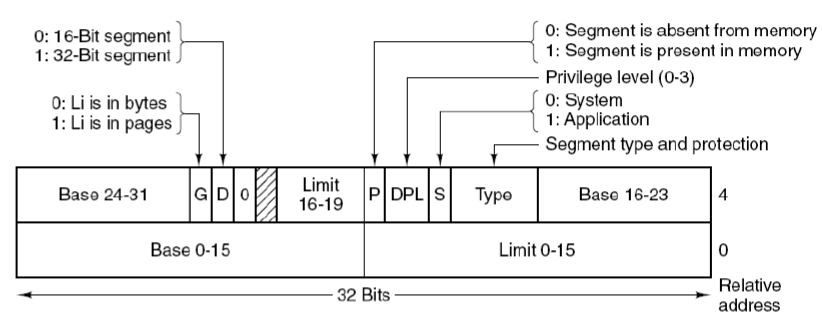 0: 16-Bit segment
1: 32-Bit segment
0: Li is in bytes
1: Li is in pages
0: Segment is absent from memory
1: Segment is present in memory
Privilege level (0-3)
0: System
1: Application
Segment type and protection
Base 24-31
G
D
0
Limit
16-19
P
DPL
S
Type
Base 16-23
4
Base 0-15
Limit 0-15
0
32 Bits
Relative
address